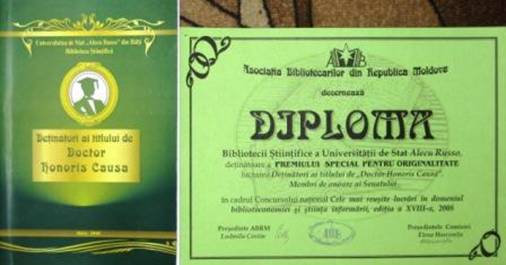 Universitatea de Stat „Alecu Russo” din Bălți
Biblioteca Științifică
Deținători ai titlului de
Doctor
Honoris Causa
Asociația Bibliotecarilor din Republica Moldova
decernează
DIPLOMA
Bibliotecii Științifice a Universității de Stat Alecu Russo,
deținătoare a PREMIULUI SPECIAL PENTRU ORIGINALITATE
lucrarea Deținători ai titlului de „Doctor Honoris Causa".
Membri de onoare ai Senatului
în cadrul Concursului național Cele mai reușite lucrări în domeniul
biblioteconomiei și științei informării, ediția a XVIII-a, 2008
Președinte ABRM
Președintele Comisiei